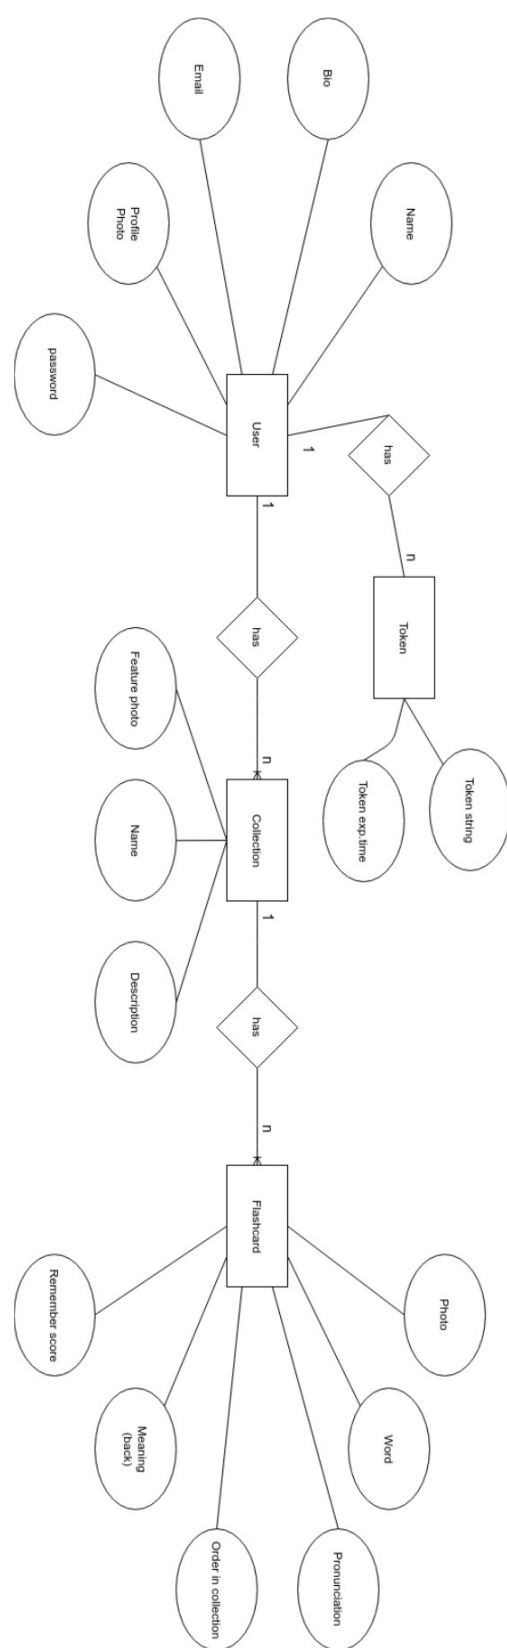 Name
Bio
Email
Profile
Photo
password
User
1
has
n
Token
Token string
Token exp.time
1
has
n
Collection
Feature photo
Name
Description
1
has
n
Flashcard
Photo
Word
Pronunciation
Order in collection
Meaning
(back)
Remember score